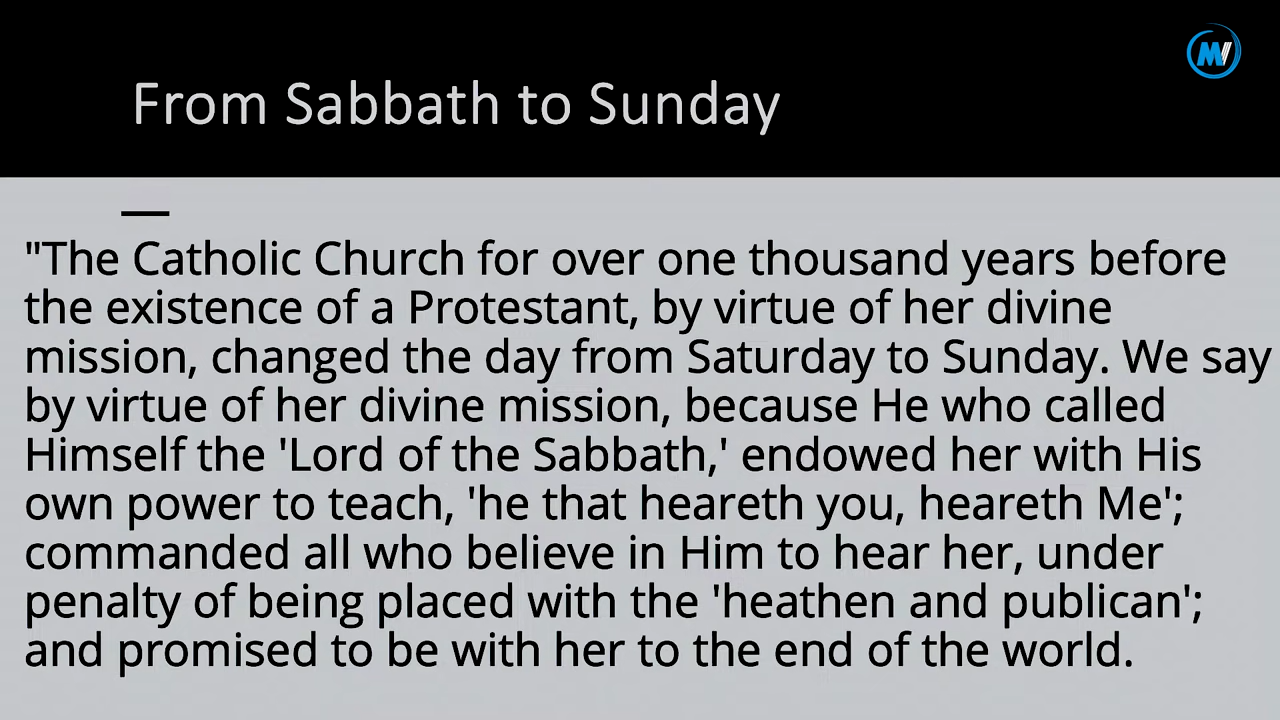 From Sabbath to Sunday
"The Catholic Church for over one thousand years before
the existence of a Protestant, by virtue of her divine
mission, changed the day from Saturday to Sunday. We say
by virtue of her divine mission, because He who called
Himself the 'Lord of the Sabbath,' endowed her with His
own power to teach, 'he that heareth you, heareth Me';
commanded all who believe in Him to hear her, under
penalty of being placed with the 'heathen and publican';
and promised to be with her to the end of the world.